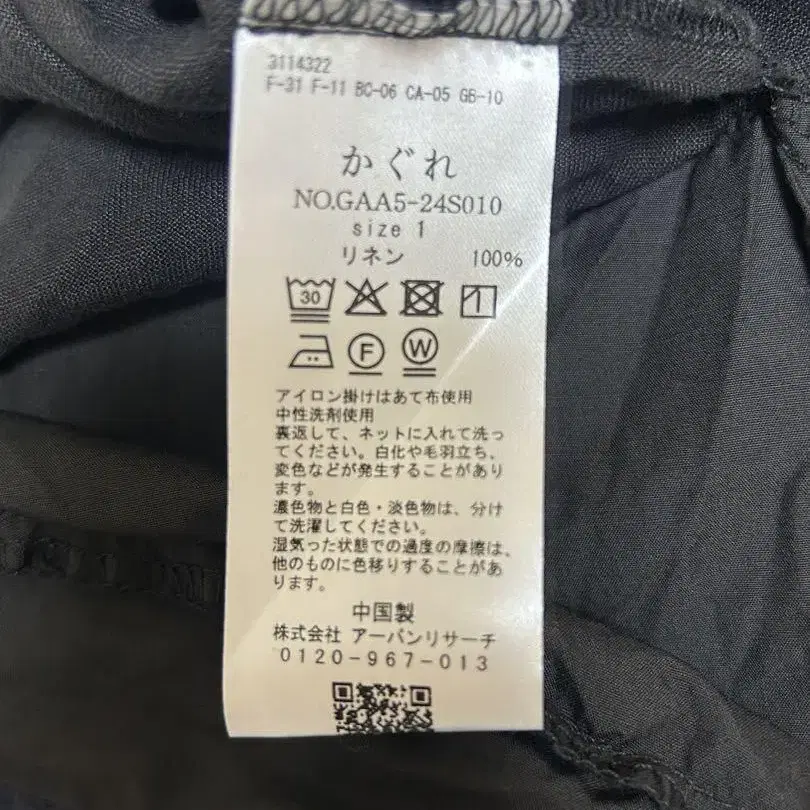 3114322
F-31 F-11 BC-06 CA-05 GB-10
かぐれ
NO.GAA5-24S010
size 1
リネン 100%
30
F W
アイロン掛けはあて布使用
中性洗剤使用
裏返して、ネットに入れて洗っ
てください。白化や毛羽立ち、
変色などが発生することがあり
ます。
濃色物と白色・淡色物は、分け
て洗濯してください。
湿気った状態での過度の摩擦は、
他のものに色移りすることがあ
ります。
中国製
株式会社 アーバンリサーチ
0120-967-013